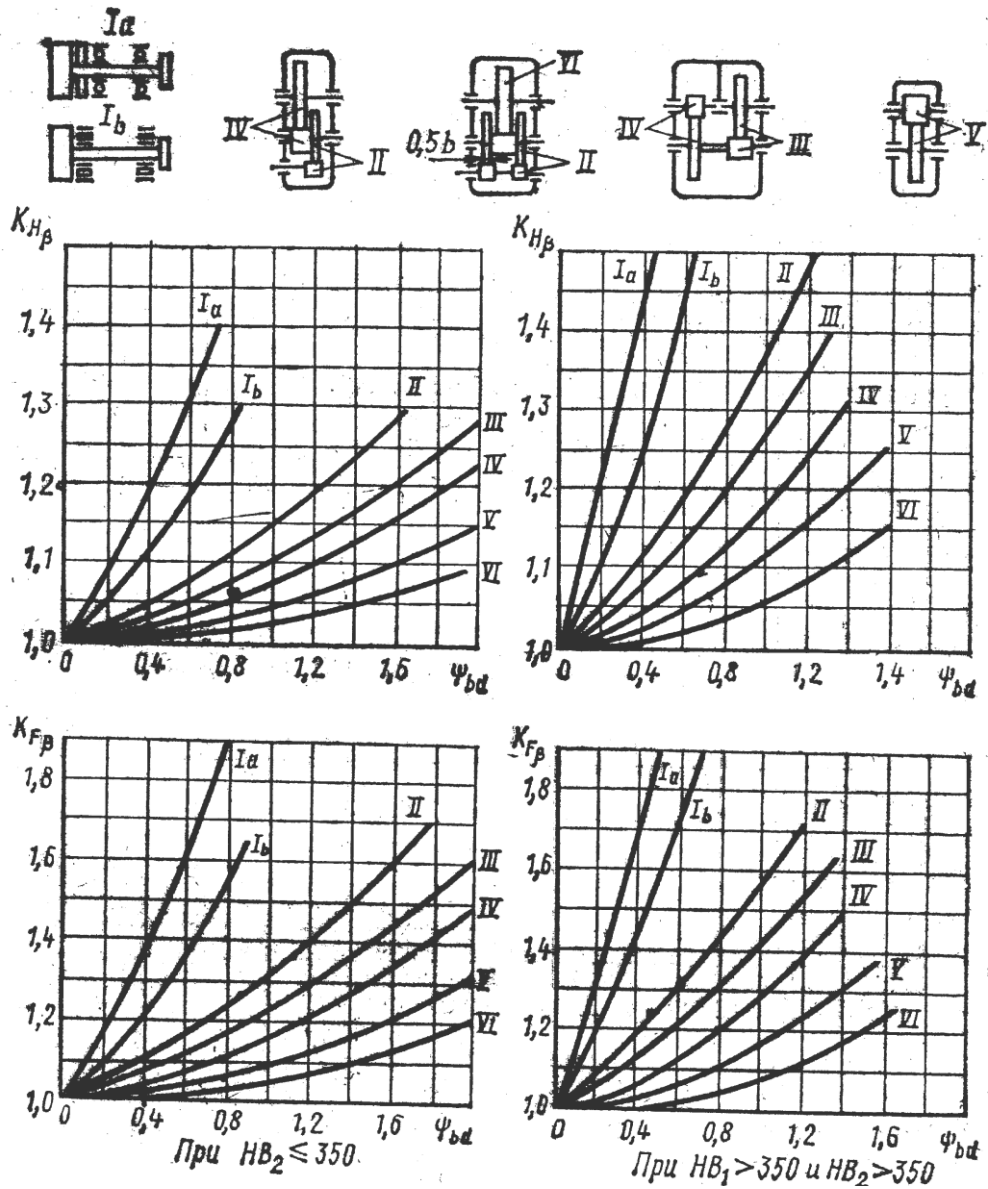 Ia
Ib
IV
II
VI
0,5b
II
IV
III
V
K_Hβ
1,4
1,3
1,2
1,1
1,0
Ia
Ib
II
III
IV
V
VI
0 0,4 0,8 1,2 1,6 ψbd
K_Hβ
1,4
1,3
1,2
1,1
1,0
Ia
Ib
II
III
IV
V
VI
0 0,4 0,8 1,2 1,4 ψbd
K_Fβ
1,8
1,6
1,4
1,2
1,0
Ia
Ib
II
III
IV
V
VI
0 0,4 0,8 1,2 1,6 ψbd
При HB₂ ≤ 350
K_Fβ
1,8
1,6
1,4
1,2
1,0
Ia
Ib
II
III
IV
V
VI
0 0,4 0,8 1,2 1,6 ψbd
При HB₁ > 350 и HB₂ > 350